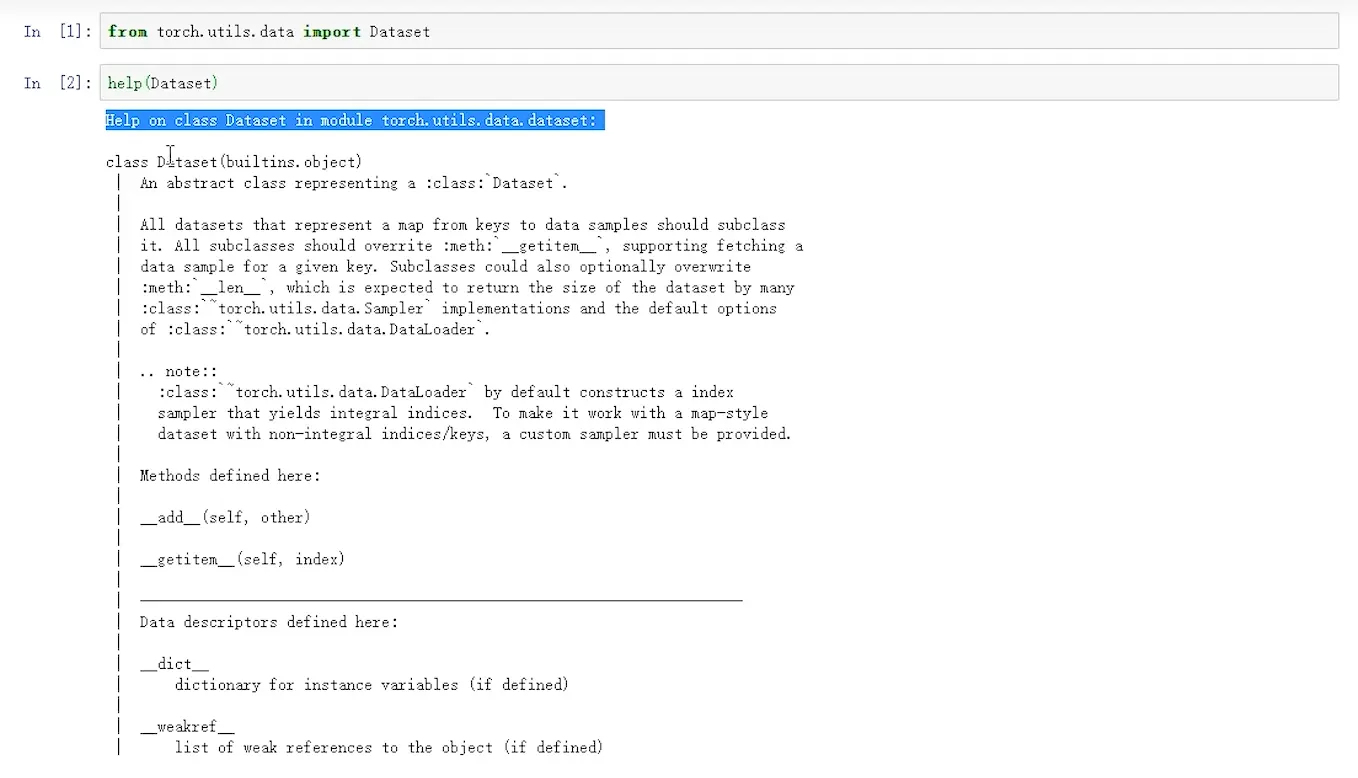 In [1]: from torch.utils.data import Dataset
In [2]: help(Dataset)
Help on class Dataset in module torch.utils.data.dataset:
class Dataset(builtins.object)
| An abstract class representing a :class:`Dataset`.
|
| All datasets that represent a map from keys to data samples should subclass
| it. All subclasses should overrite :meth:`__getitem__`, supporting fetching a
| data sample for a given key. Subclasses could also optionally overwrite
| :meth:`__len__`, which is expected to return the size of the dataset by many
| :class:`~torch.utils.data.Sampler` implementations and the default options
| of :class:`~torch.utils.data.DataLoader`.
|
| .. note::
| :class:`~torch.utils.data.DataLoader` by default constructs a index
| sampler that yields integral indices. To make it work with a map-style
| dataset with non-integral indices/keys, a custom sampler must be provided.
|
| Methods defined here:
|
| __add__(self, other)
|
| __getitem__(self, index)
|
| ----------------------------------------------------------------------
| Data descriptors defined here:
|
| __dict__
| dictionary for instance variables (if defined)
|
| __weakref__
| list of weak references to the object (if defined)